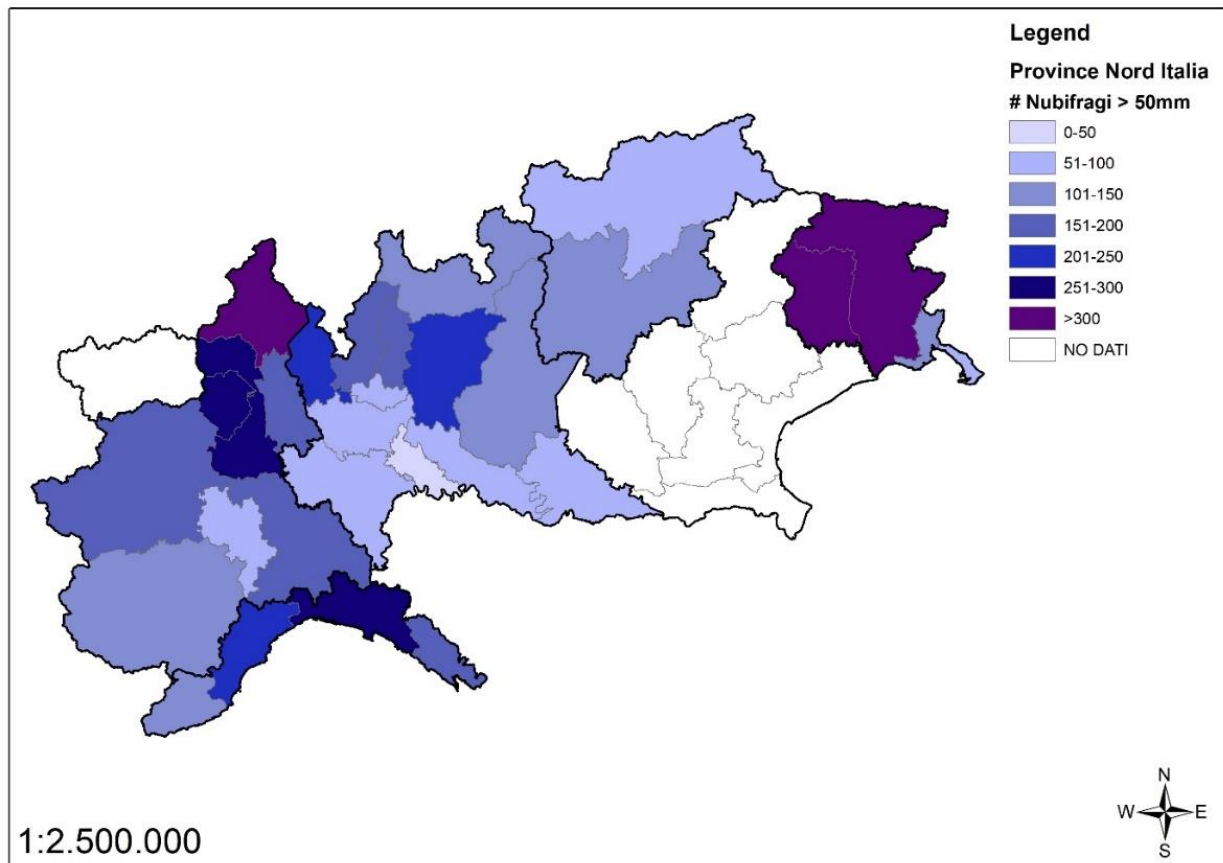 Legend
Province Nord Italia
# Nubifragi > 50mm
0-50
51-100
101-150
151-200
201-250
251-300
>300
NO DATI
N
W E
S
1:2.500.000